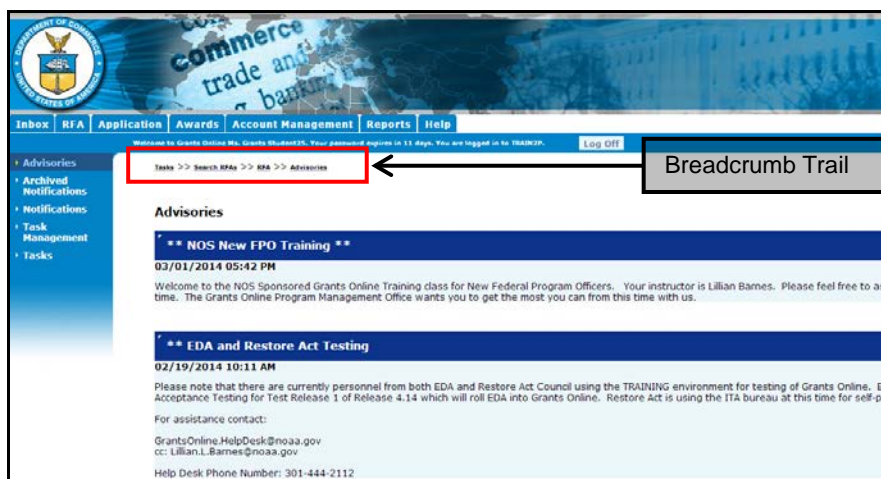 DEPARTMENT OF COMMERCE
UNITED STATES OF AMERICA
commerce
trade and
banking
Inbox RFA Application Awards Account Management Reports Help
Welcome to Grants Online Ms. Grants Student25. Your password expires in 11 days. You are logged in to TRAIN2P. Log Off
Tasks >> Search RFAs >> RFA >> Advisories
Breadcrumb Trail
Advisories
Archived
Notifications
Notifications
Task
Management
Tasks
Advisories
** NOS New FPO Training **
03/01/2014 05:42 PM
Welcome to the NOS Sponsored Grants Online Training class for New Federal Program Officers. Your instructor is Lillian Barnes. Please feel free to a
time. The Grants Online Program Management Office wants you to get the most you can from this time with us.
** EDA and Restore Act Testing
02/19/2014 10:11 AM
Please note that there are currently personnel from both EDA and Restore Act Council using the TRAINING environment for testing of Grants Online. E
Acceptance Testing for Test Release 1 of Release 4.14 which will roll EDA into Grants Online. Restore Act is using the ITA bureau at this time for self-p
For assistance contact:
GrantsOnline.HelpDesk@noaa.gov
cc: Lillian.L.Barnes@noaa.gov
Help Desk Phone Number: 301-444-2112